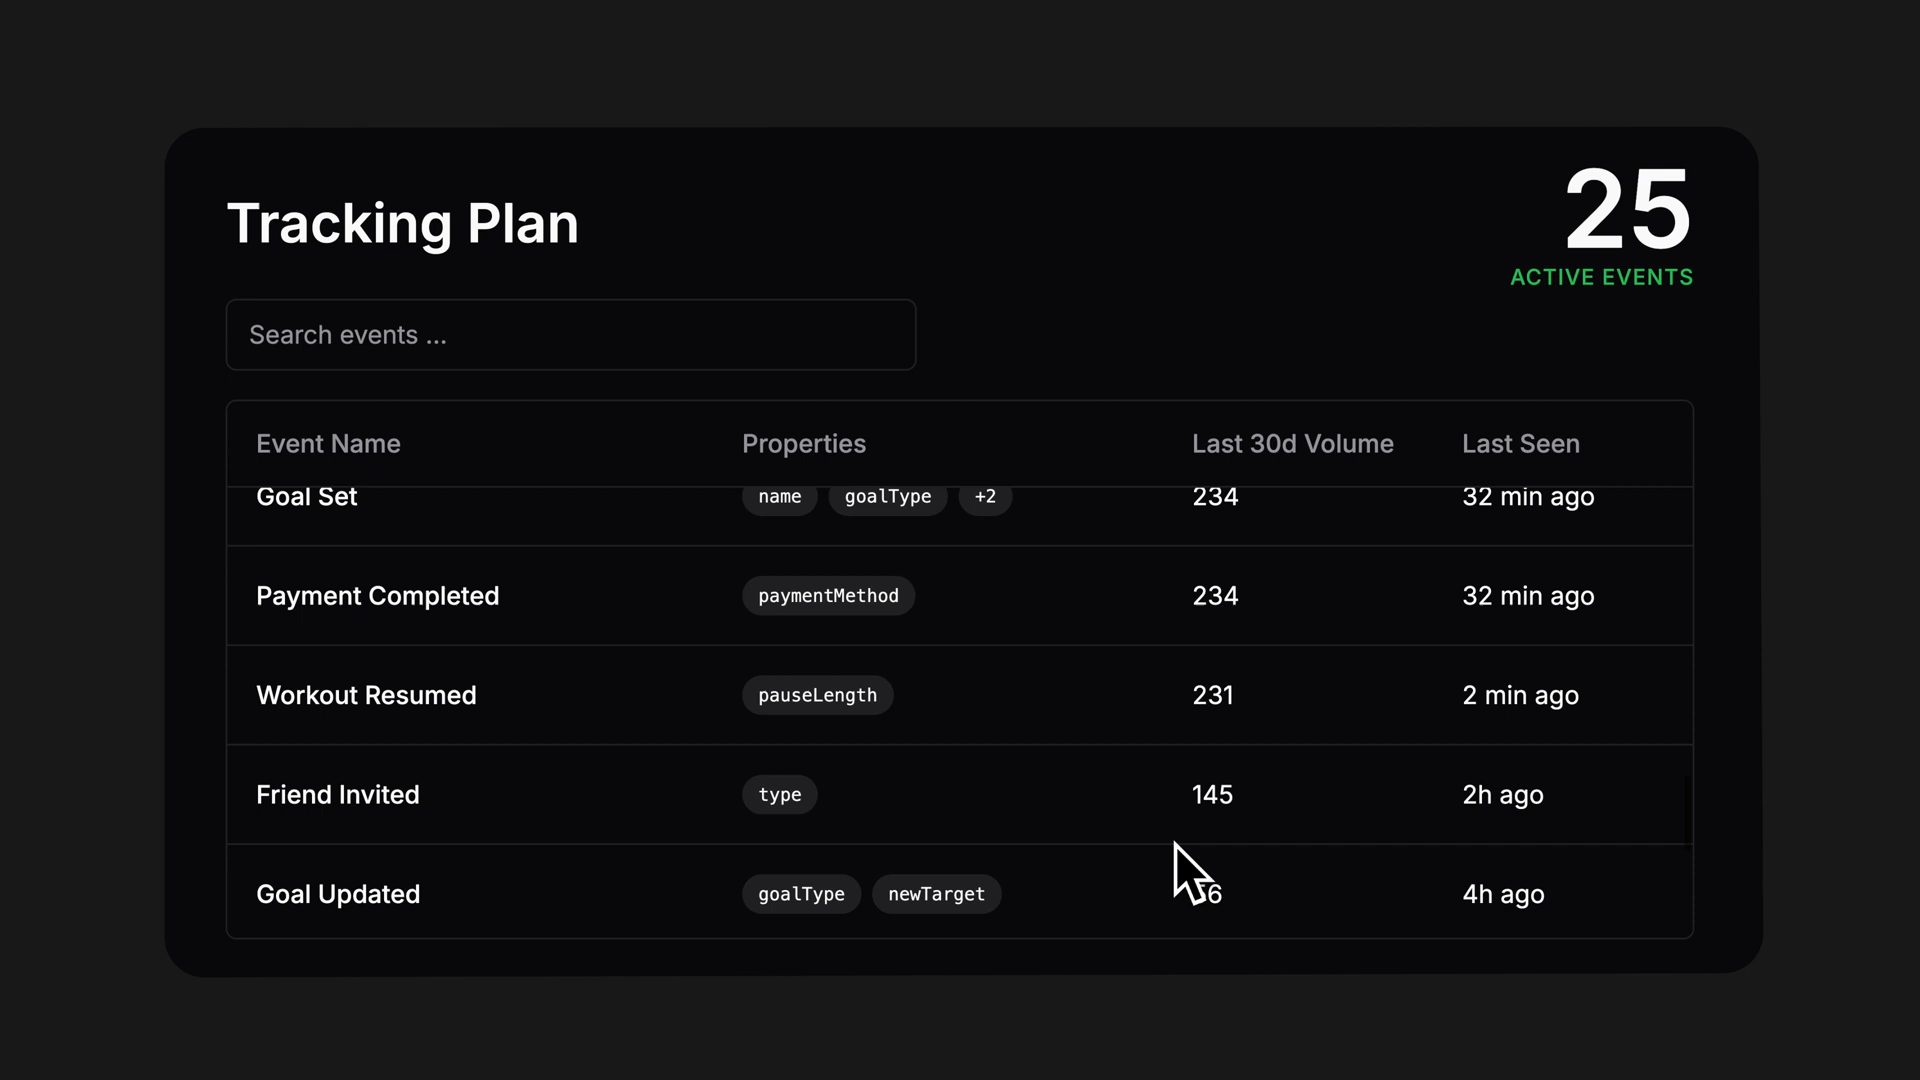 Tracking Plan
25
ACTIVE EVENTS
Search events ...
Event Name Properties Last 30d Volume Last Seen
Goal Set name goalType +2 234 32 min ago
Payment Completed paymentMethod 234 32 min ago
Workout Resumed pauseLength 231 2 min ago
Friend Invited type 145 2h ago
Goal Updated goalType newTarget 4h ago